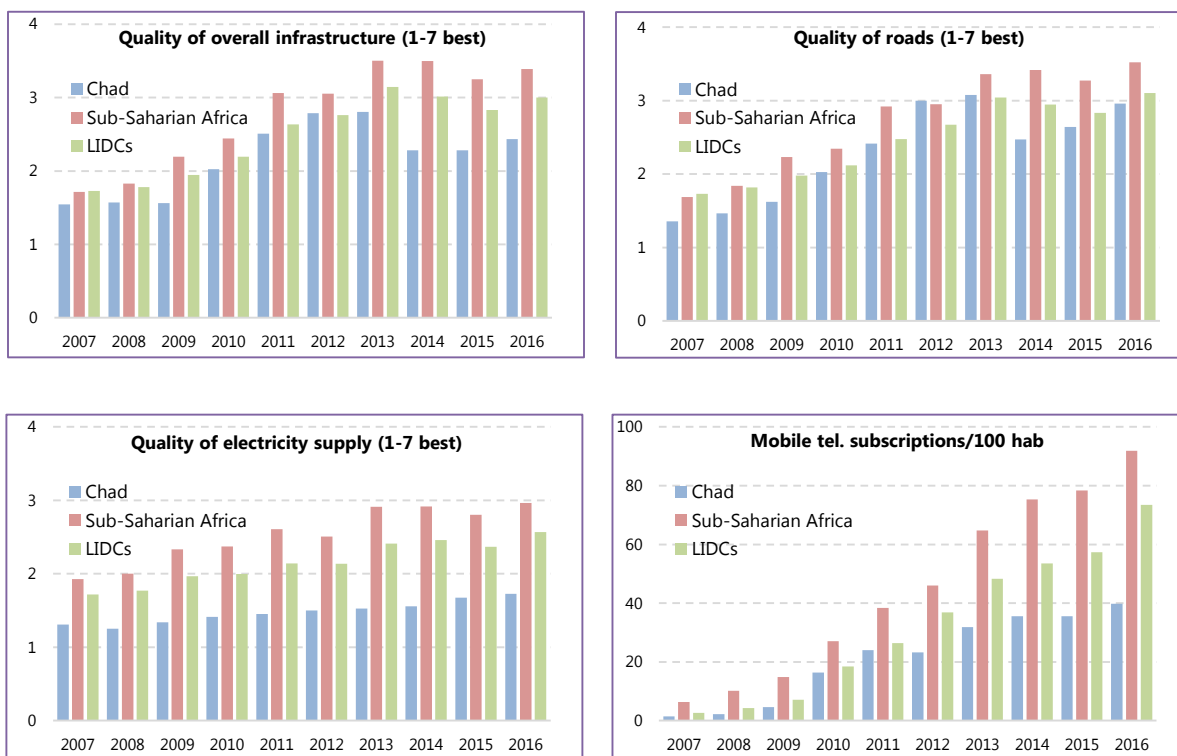 Quality of overall infrastructure (1-7 best)
4
3
2
1
0
Chad
Sub-Saharian Africa
LIDCs
2007 2008 2009 2010 2011 2012 2013 2014 2015 2016
Quality of roads (1-7 best)
4
3
2
1
0
Chad
Sub-Saharian Africa
LIDCs
2007 2008 2009 2010 2011 2012 2013 2014 2015 2016
Quality of electricity supply (1-7 best)
4
3
2
1
0
Chad
Sub-Saharian Africa
LIDCs
2007 2008 2009 2010 2011 2012 2013 2014 2015 2016
Mobile tel. subscriptions/100 hab
100
80
60
40
20
0
Chad
Sub-Saharian Africa
LIDCs
2007 2008 2009 2010 2011 2012 2013 2014 2015 2016